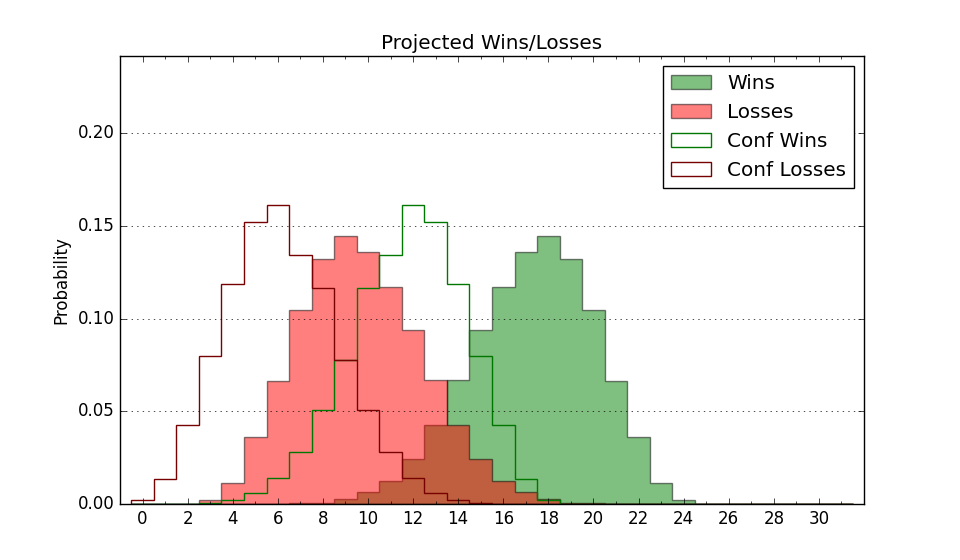 Projected Wins/Losses
Wins
Losses
Conf Wins
Conf Losses
Probability
0.20
0.15
0.10
0.05
0.00
0 2 4 6 8 10 12 14 16 18 20 22 24 26 28 30